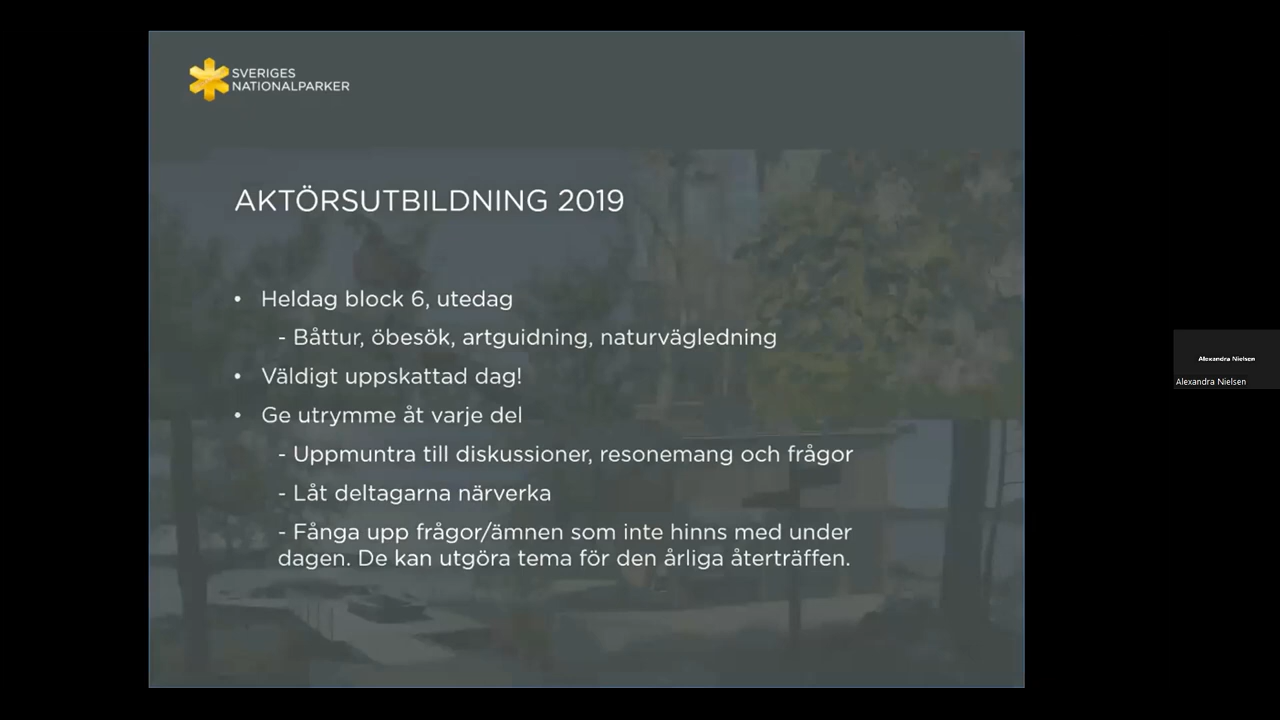 SVERIGES
NATIONALPARKER
AKTÖRSUTBILDNING 2019
• Heldag block 6, utedag
- Båttur, öbesök, artguidning, naturvägledning
• Väldigt uppskattad dag!
• Ge utrymme åt varje del
- Uppmuntra till diskussioner, resonemang och frågor
- Låt deltagarna närverka
- Fånga upp frågor/ämnen som inte hinns med under
dagen. De kan utgöra tema för den årliga återträffen.
Alexandra Nielsen
Alexandra Nielsen